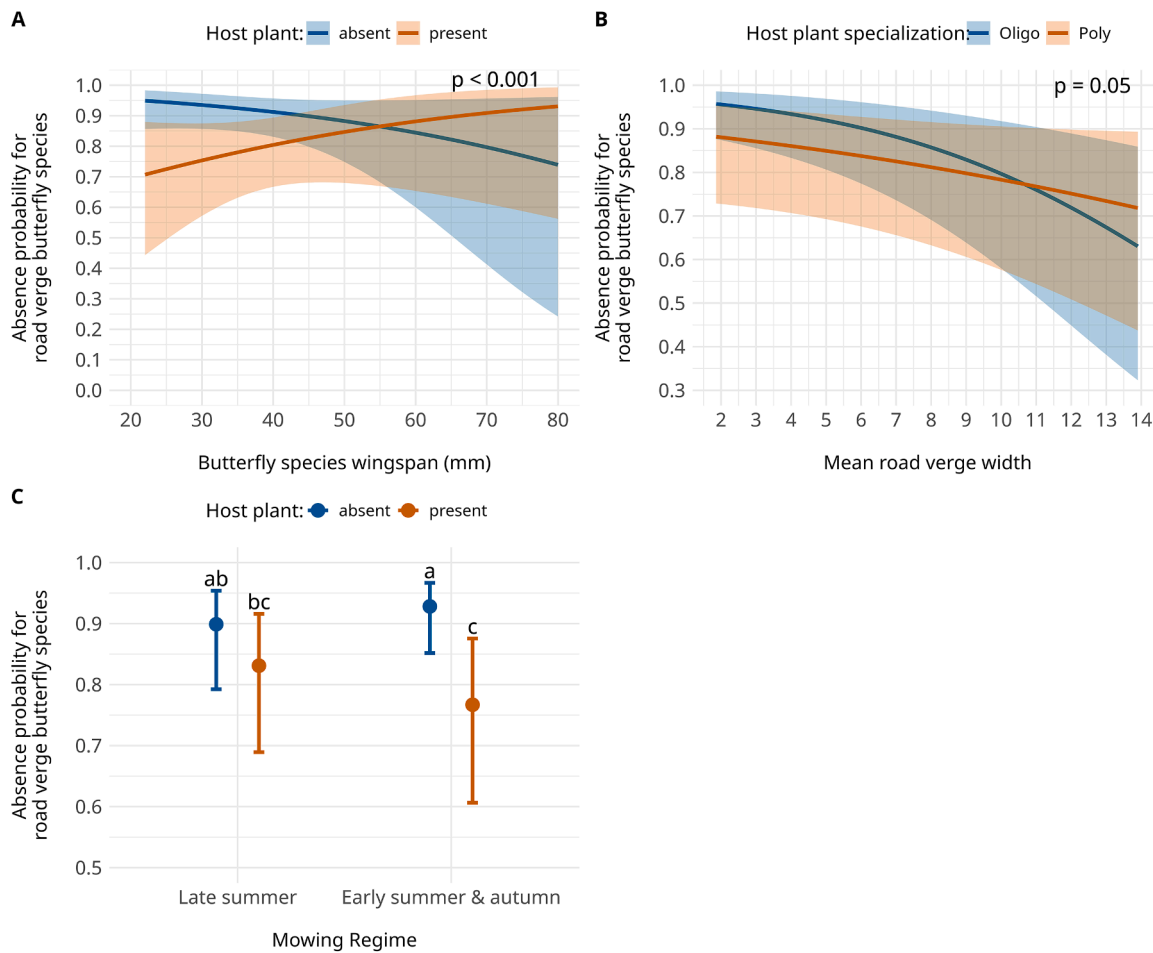 A
Host plant: absent present
p < 0.001
1.0
0.9
0.8
0.7
0.6
0.5
0.4
0.3
0.2
0.1
0.0
Absence probability for
road verge butterfly species
20 30 40 50 60 70 80
Butterfly species wingspan (mm)
B
Host plant specialization: Oligo Poly
p = 0.05
1.0
0.9
0.8
0.7
0.6
0.5
0.4
0.3
Absence probability for
road verge butterfly species
2 3 4 5 6 7 8 9 10 11 12 13 14
Mean road verge width
C
Host plant: absent present
1.0
0.9
0.8
0.7
0.6
0.5
Absence probability for
road verge butterfly species
ab
bc
a
c
Late summer Early summer & autumn
Mowing Regime